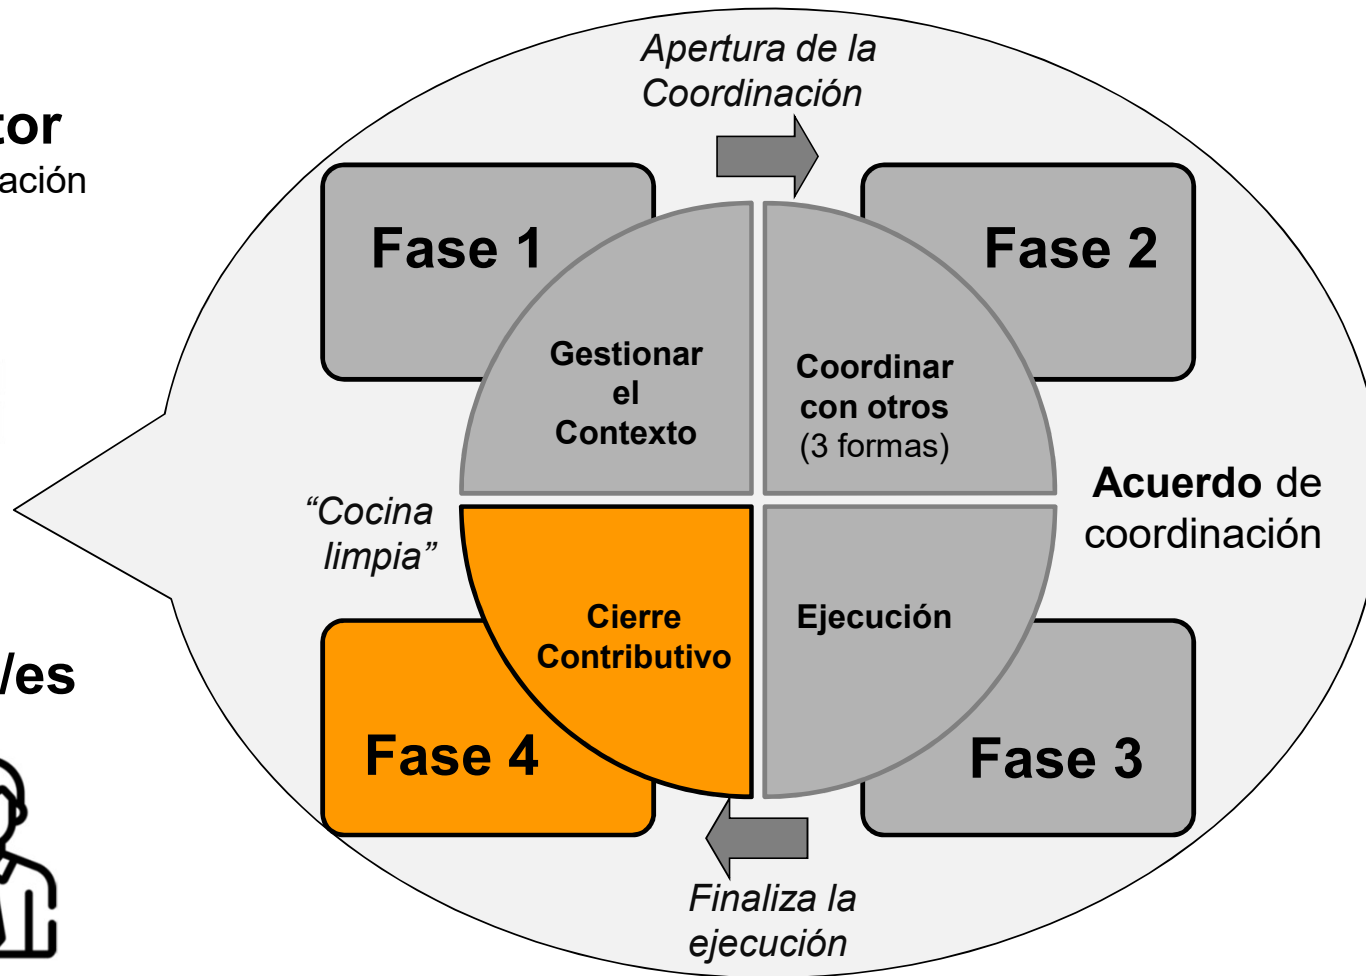 Apertura de la
Coordinación
tor
ación
Fase 1
Fase 2
Gestionar
el
Contexto
Coordinar
con otros
(3 formas)
“Cocina
limpia”
Acuerdo de
coordinación
Cierre
Contributivo
Ejecución
/es
Fase 4
Fase 3
Finaliza la
ejecución